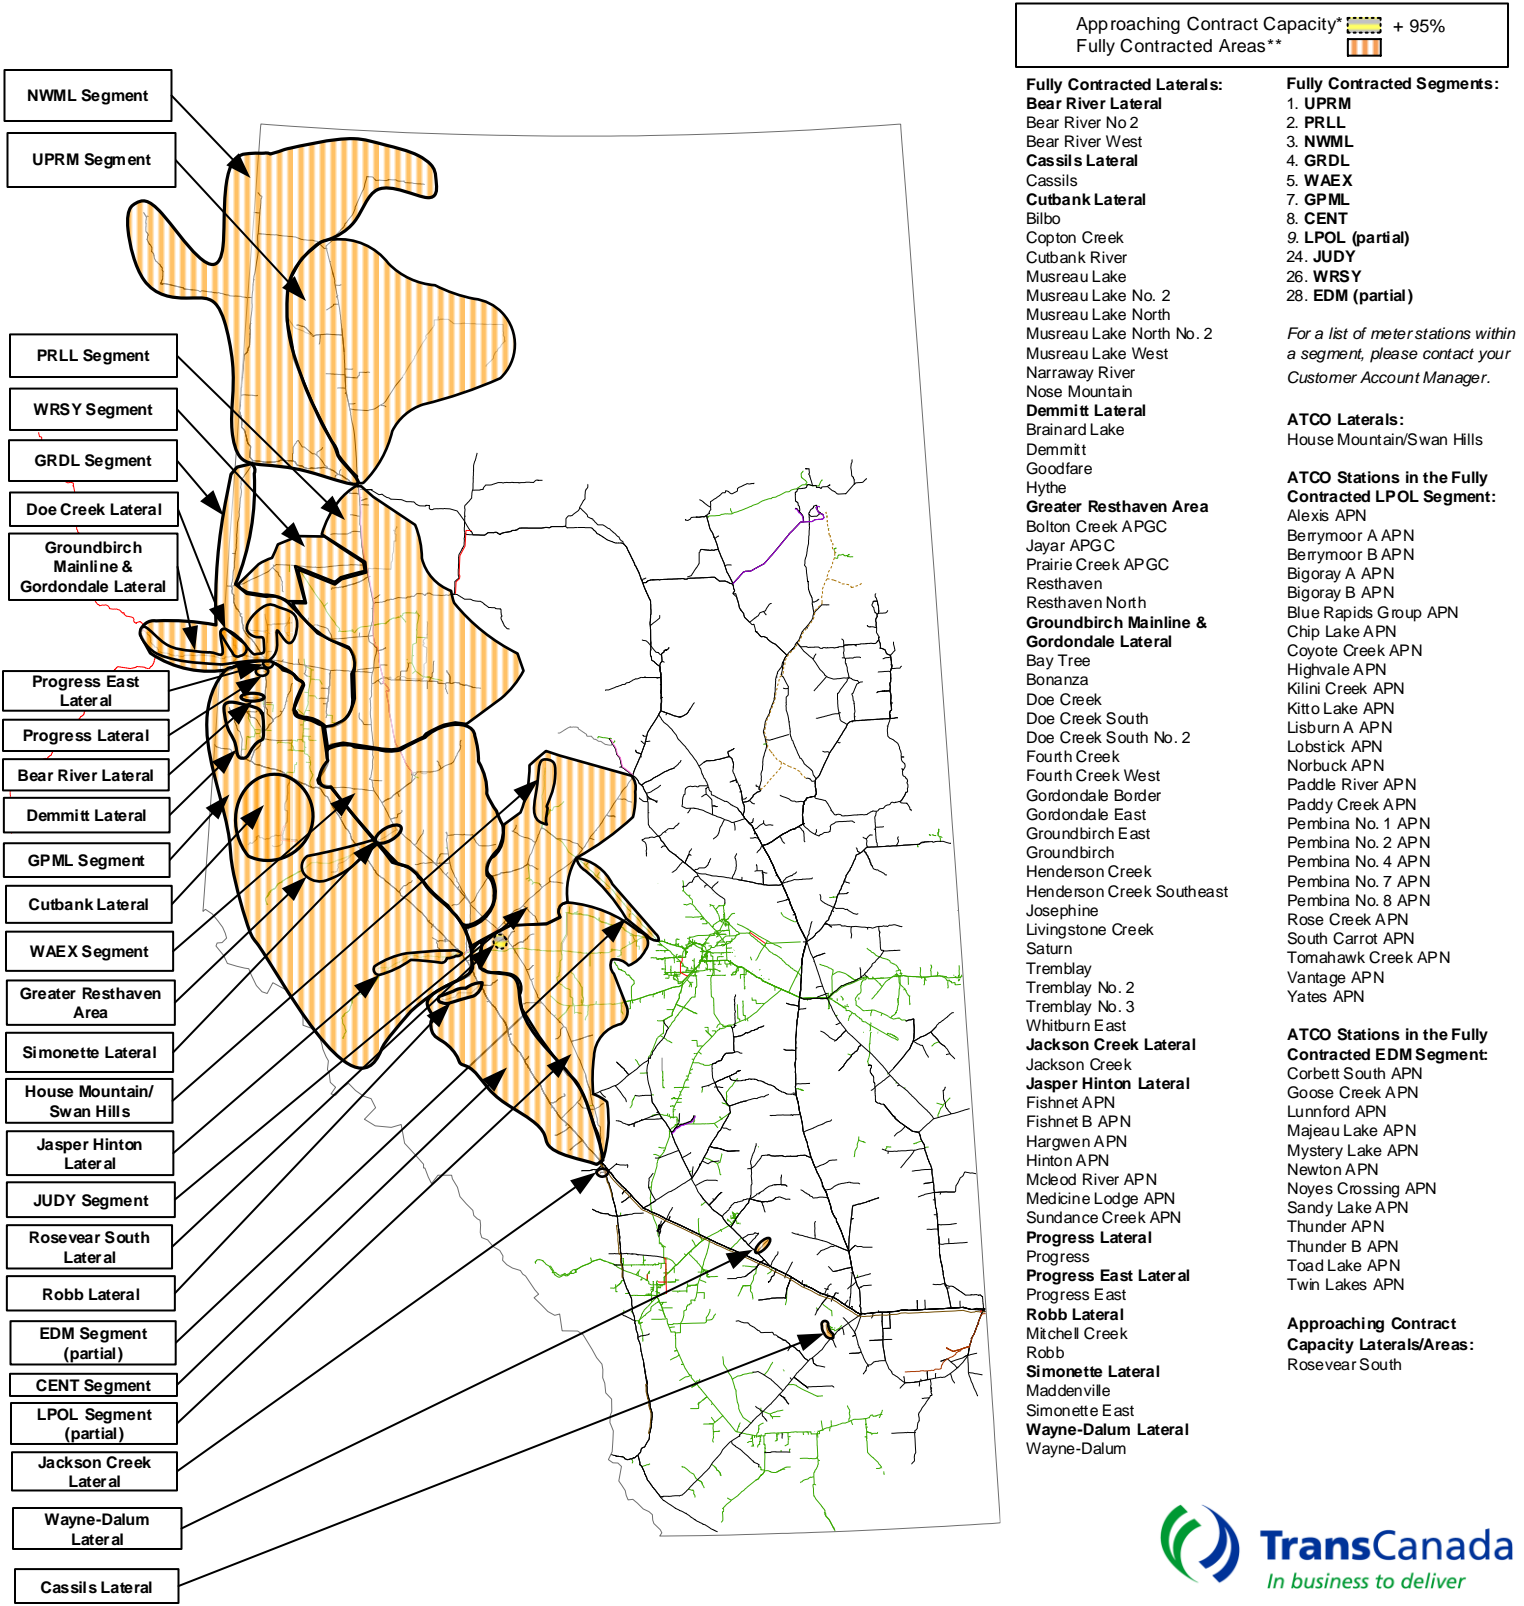 Approaching Contract Capacity* + 95%
Fully Contracted Areas**
NWML Segment
UPRM Segment
PRLL Segment
WRSY Segment
GRDL Segment
Doe Creek Lateral
Groundbirch
Mainline &
Gordondale Lateral
Progress East
Lateral
Progress Lateral
Bear River Lateral
Demmitt Lateral
GPML Segment
Cutbank Lateral
WAEX Segment
Greater Resthaven
Area
Simonette Lateral
House Mountain/
Swan Hills
Jasper Hinton
Lateral
JUDY Segment
Rosevear South
Lateral
Robb Lateral
EDM Segment
(partial)
CENT Segment
LPOL Segment
(partial)
Jackson Creek
Lateral
Wayne-Dalum
Lateral
Cassils Lateral
Fully Contracted Laterals:
Bear River Lateral
Bear River No 2
Bear River West
Cassils Lateral
Cassils
Cutbank Lateral
Bilbo
Copton Creek
Cutbank River
Musreau Lake
Musreau Lake No. 2
Musreau Lake North
Musreau Lake North No. 2
Musreau Lake West
Narraway River
Nose Mountain
Demmitt Lateral
Brainard Lake
Demmitt
Goodfare
Hythe
Greater Resthaven Area
Bolton Creek APGC
Jayar APGC
Prairie Creek APGC
Resthaven
Resthaven North
Groundbirch Mainline &
Gordondale Lateral
Bay Tree
Bonanza
Doe Creek
Doe Creek South
Doe Creek South No. 2
Fourth Creek
Fourth Creek West
Gordondale Border
Gordondale East
Groundbirch East
Groundbirch
Henderson Creek
Henderson Creek Southeast
Josephine
Livingstone Creek
Saturn
Tremblay
Tremblay No. 2
Tremblay No. 3
Whitburn East
Jackson Creek Lateral
Jackson Creek
Jasper Hinton Lateral
Fishnet APN
Fishnet B APN
Hargwen APN
Hinton APN
Mcleod River APN
Medicine Lodge APN
Sundance Creek APN
Progress Lateral
Progress
Progress East Lateral
Progress East
Robb Lateral
Mitchell Creek
Robb
Simonette Lateral
Maddenville
Simonette East
Wayne-Dalum Lateral
Wayne-Dalum
Fully Contracted Segments:
1. UPRM
2. PRLL
3. NWML
4. GRDL
5. WAEX
7. GPML
8. CENT
9. LPOL (partial)
24. JUDY
26. WRSY
28. EDM (partial)
For a list of meter stations within
a segment, please contact your
Customer Account Manager.
ATCO Laterals:
House Mountain/Swan Hills
ATCO Stations in the Fully
Contracted LPOL Segment:
Alexis APN
Berrymoor A APN
Berrymoor B APN
Bigoray A APN
Bigoray B APN
Blue Rapids Group APN
Chip Lake APN
Coyote Creek APN
Highvale APN
Kilini Creek APN
Kitto Lake APN
Lisburn A APN
Lobstick APN
Norbuck APN
Paddle River APN
Paddy Creek APN
Pembina No. 1 APN
Pembina No. 2 APN
Pembina No. 4 APN
Pembina No. 7 APN
Pembina No. 8 APN
Rose Creek APN
South Carrot APN
Tomahawk Creek APN
Vantage APN
Yates APN
ATCO Stations in the Fully
Contracted EDM Segment:
Corbett South APN
Goose Creek APN
Lunnford APN
Majeau Lake APN
Mystery Lake APN
Newton APN
Noyes Crossing APN
Sandy Lake APN
Thunder APN
Thunder B APN
Toad Lake APN
Twin Lakes APN
Approaching Contract
Capacity Laterals/Areas:
Rosevear South
TransCanada
In business to deliver